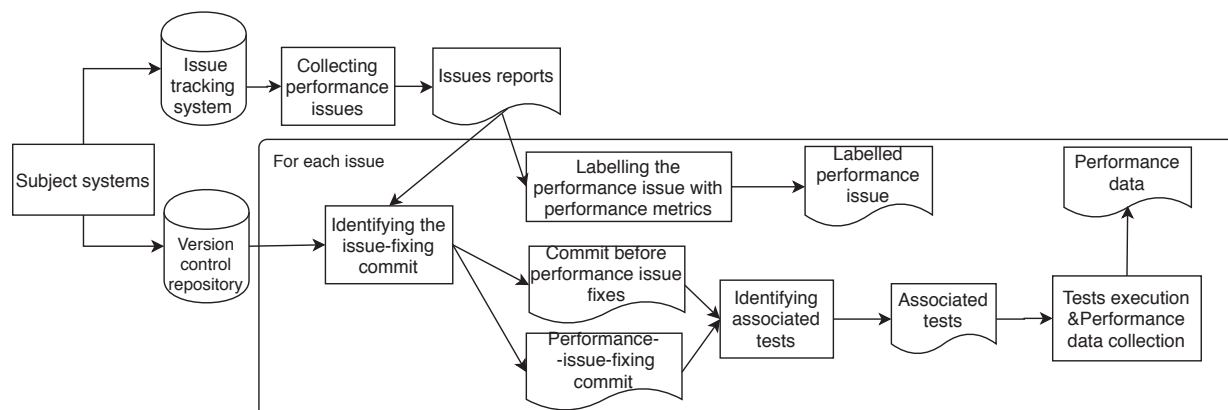 Issue
tracking
system
Collecting
performance
issues
Issues reports
Subject systems
For each issue
Labelling the
performance issue with
performance metrics
Labelled
performance
issue
Performance
data
Version
control
repository
Identifying the
issue-fixing
commit
Commit before
performance issue
fixes
Performance-
-issue-fixing
commit
Identifying
associated
tests
Associated
tests
Tests execution
&Performance
data collection